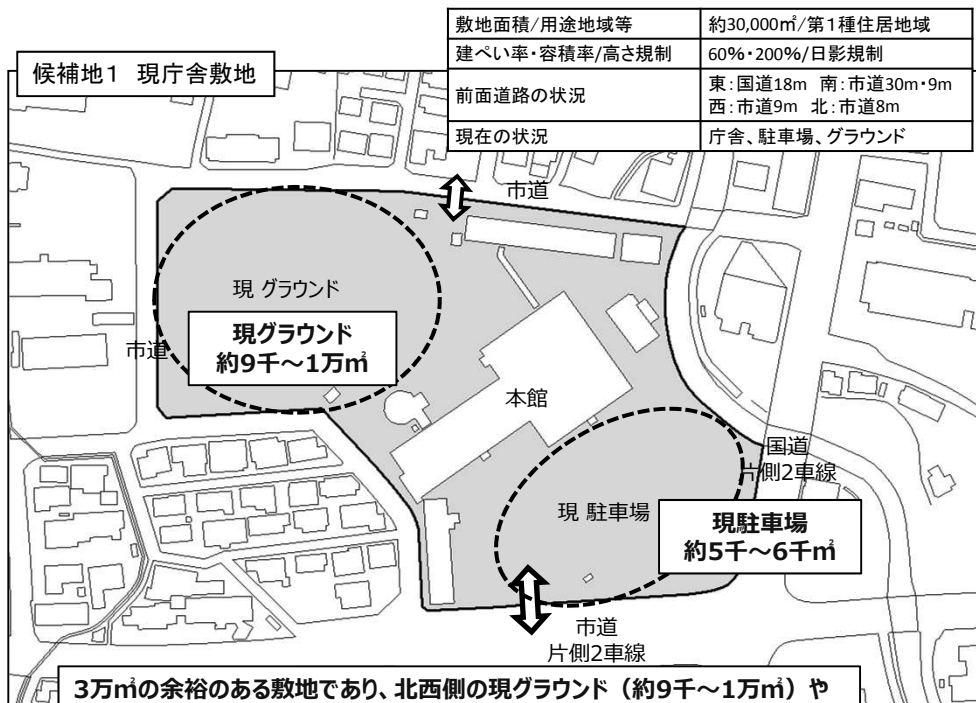 敷地面積/用途地域等 約30,000㎡/第1種住居地域
建ぺい率・容積率/高さ規制 60%・200%/日影規制
前面道路の状況 東:国道18m 南:市道30m・9m
西:市道9m 北:市道8m
現在の状況 庁舎、駐車場、グラウンド
候補地1 現庁舎敷地
市道
現 グラウンド
現グラウンド
約9千～1万㎡
市道
本館
国道
片側2車線
現 駐車場
現駐車場
約5千～6千㎡
市道
片側2車線
3万㎡の余裕のある敷地であり、北西側の現グラウンド（約9千～1万㎡）や